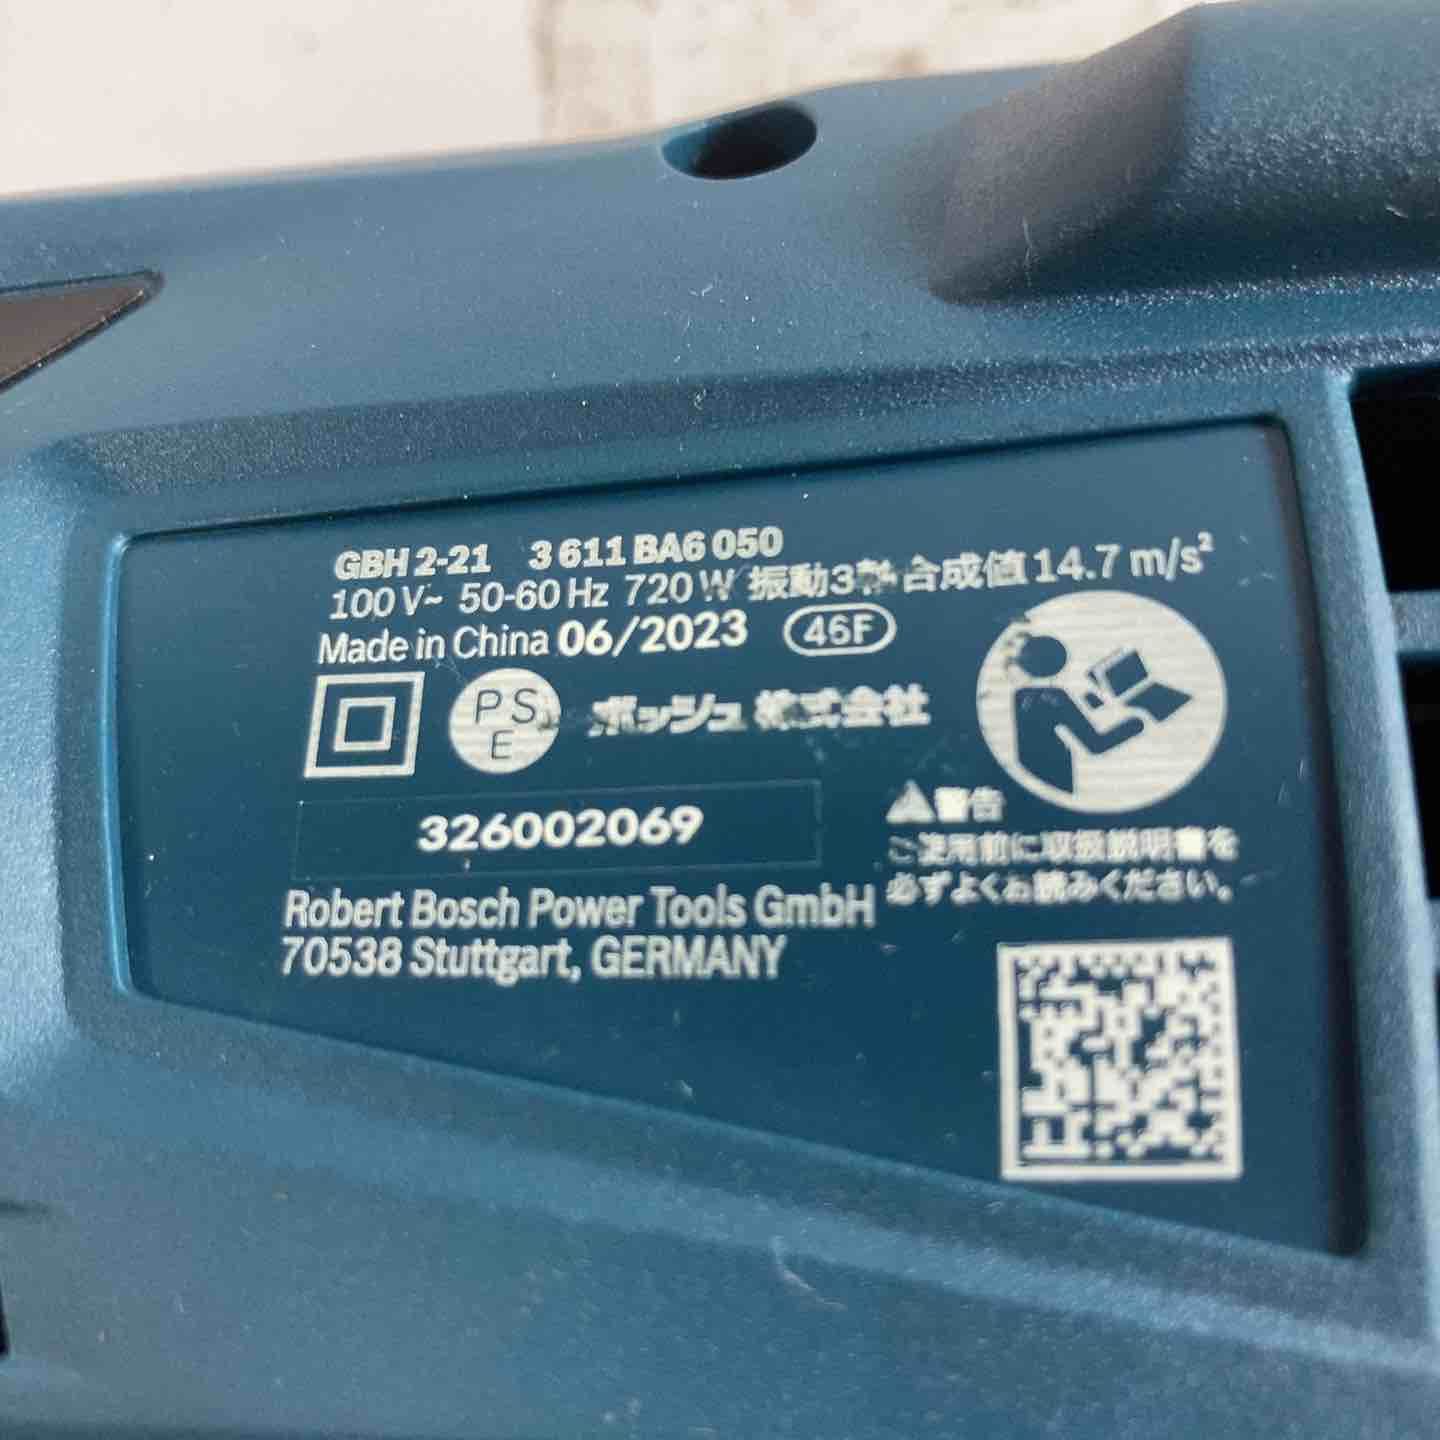 GBH 2-21 3 611 BA6 050
100 V~ 50-60 Hz 720 W 振動3軸合成値 14.7 m/s²
Made in China 06/2023 46F
PS
E
ボッシュ 株式会社
326002069
⚠警告
ご使用前に取扱説明書を
必ずよくお読みください。
Robert Bosch Power Tools GmbH
70538 Stuttgart, GERMANY